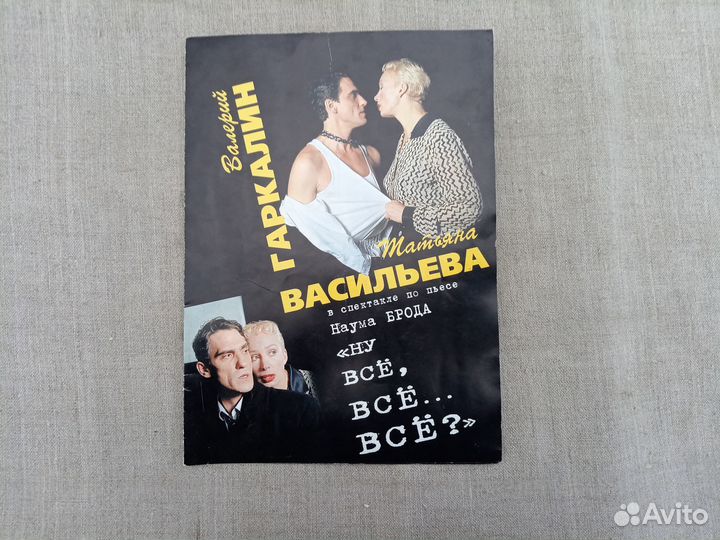 Валерий
ГАРКАЛИН
Татьяна
ВАСИЛЬЕВА
в спектакле по пьесе
Наума БРОДА
«НУ
ВСЁ,
ВСЁ...
ВСЁ?»
Avito